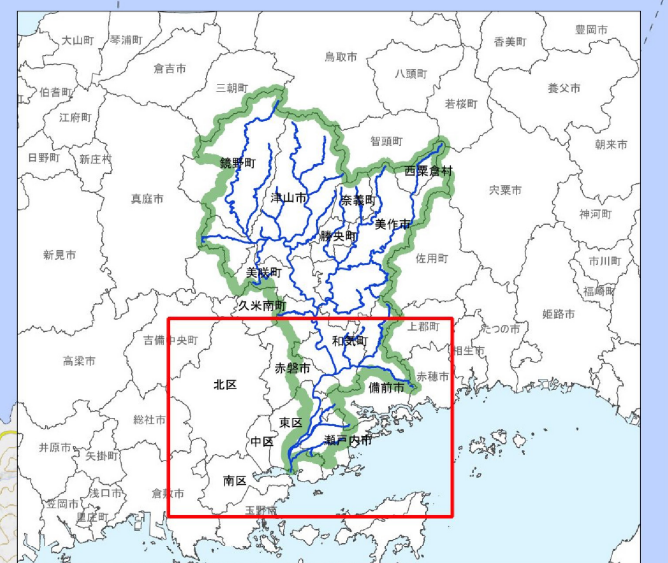 大山町
琴浦町
香美町
豊岡市
倉吉市
鳥取市
八頭町
伯耆町
三朝町
養父市
若桜町
江府町
智頭町
朝来市
日野町
新庄村
鏡野町
西粟倉村
宍粟市
真庭市
津山市
奈義町
神河町
美作市
勝央町
新見市
佐用町
市川町
美咲町
福崎町
久米南町
姫路市
吉備中央町
和気町
上郡町
たつの市
相生市
高梁市
赤磐市
赤穂市
北区
備前市
総社市
東区
中区
瀬戸内市
井原市
矢掛町
南区
浅口市
倉敷市
笠岡市
里庄町
玉野市